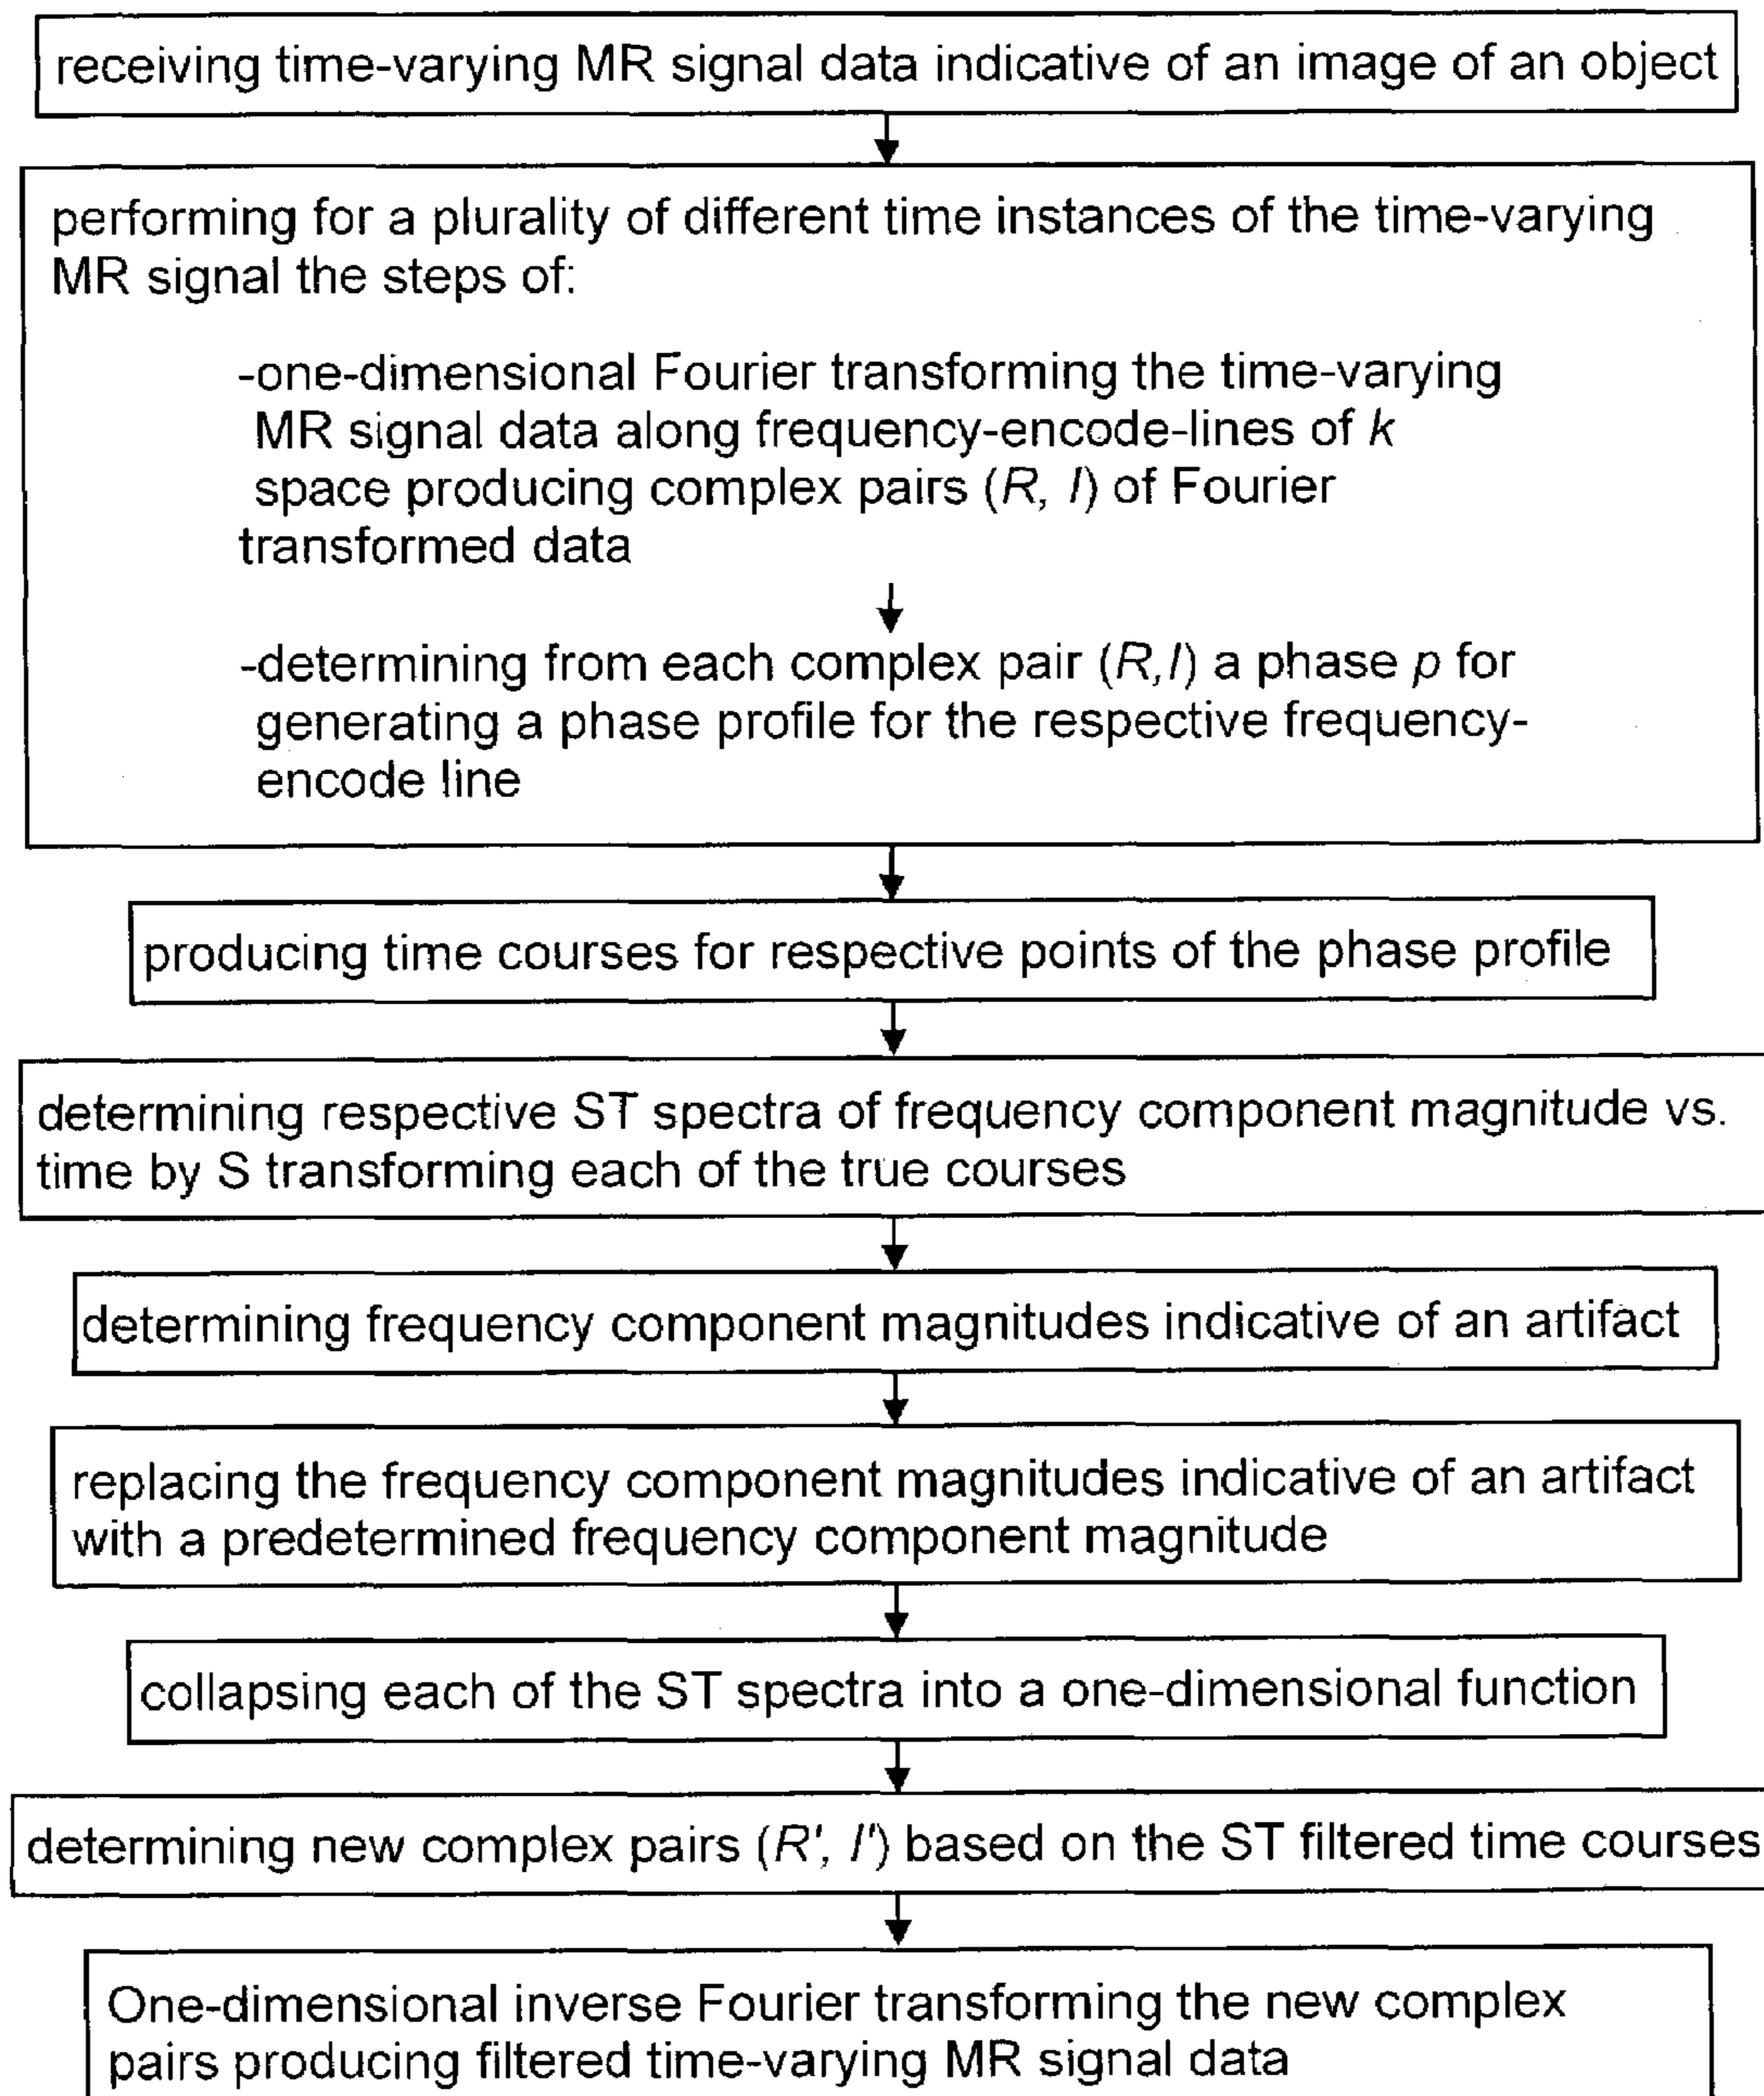 receiving time-varying MR signal data indicative of an image of an object
performing for a plurality of different time instances of the time-varying
MR signal the steps of:
-one-dimensional Fourier transforming the time-varying
MR signal data along frequency-encode-lines of k
space producing complex pairs (R, I) of Fourier
transformed data
-determining from each complex pair (R,I) a phase p for
generating a phase profile for the respective frequency-
encode line
producing time courses for respective points of the phase profile
determining respective ST spectra of frequency component magnitude vs.
time by S transforming each of the true courses
determining frequency component magnitudes indicative of an artifact
replacing the frequency component magnitudes indicative of an artifact
with a predetermined frequency component magnitude
collapsing each of the ST spectra into a one-dimensional function
determining new complex pairs (R', I') based on the ST filtered time courses
One-dimensional inverse Fourier transforming the new complex
pairs producing filtered time-varying MR signal data